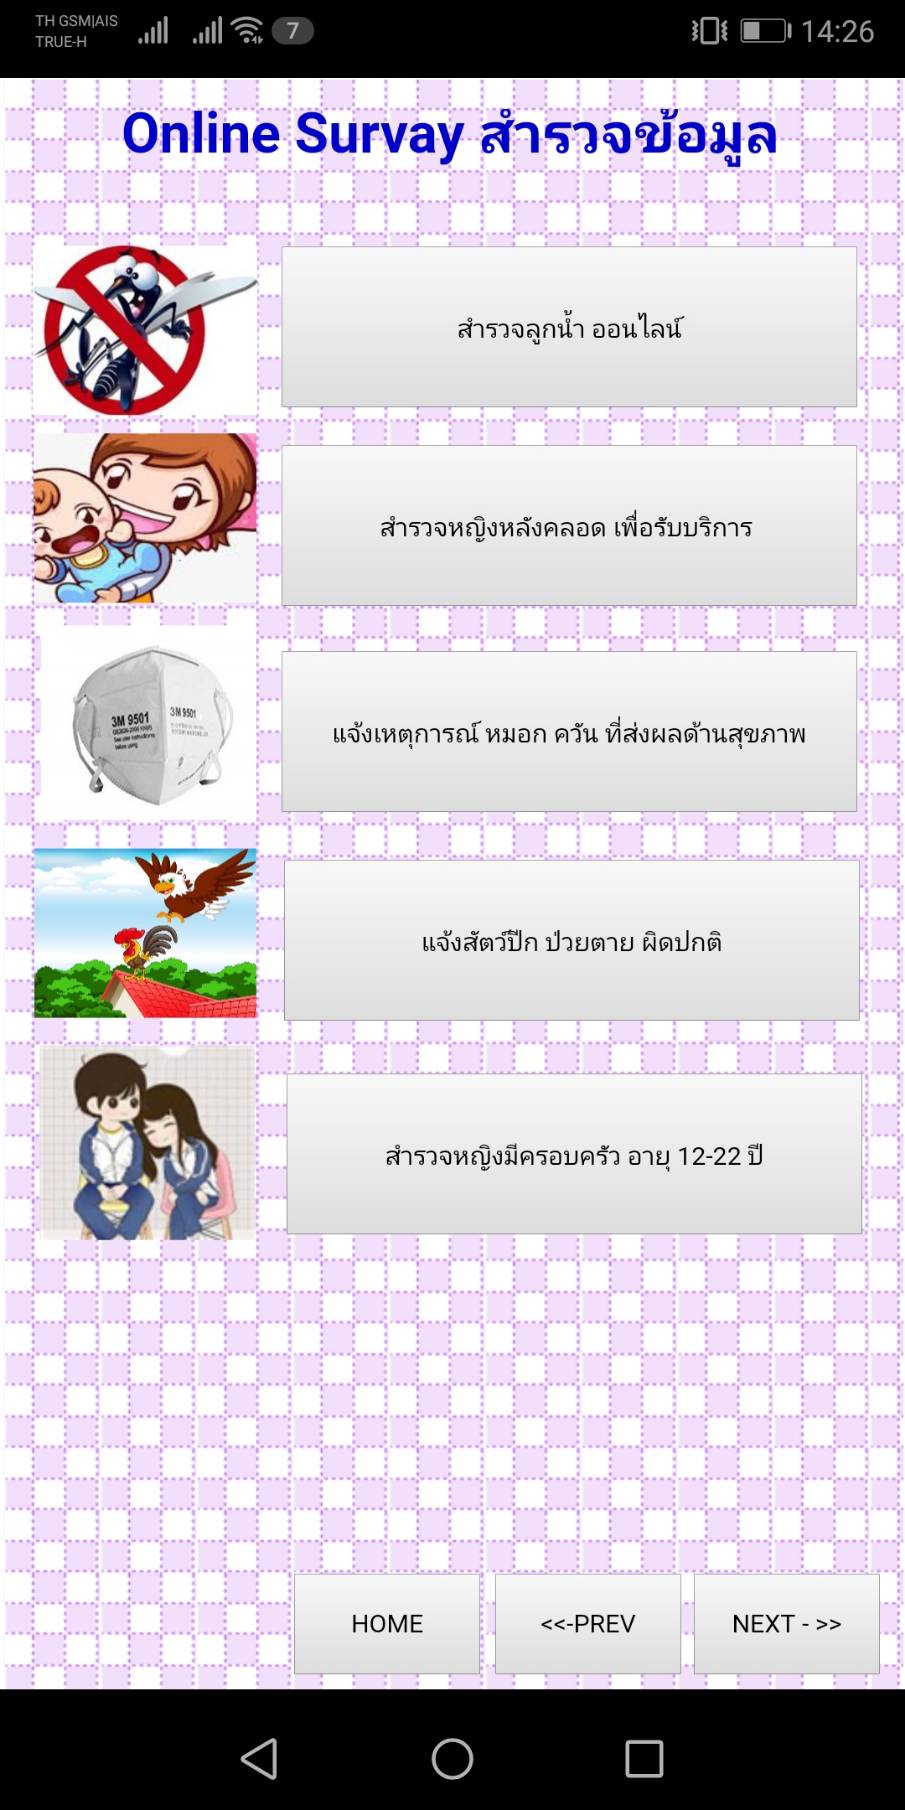 TH GSM|AIS
TRUE-H
7
14:26
Online Survay สำรวจข้อมูล
สำรวจลูกน้ำ ออนไลน์
สำรวจหญิงหลังคลอด เพื่อรับบริการ
3M 9501
3M 9501
See user instructions
before using
แจ้งเหตุการณ์ หมอก ควัน ที่ส่งผลด้านสุขภาพ
แจ้งสัตว์ปีก ป่วยตาย ผิดปกติ
สำรวจหญิงมีครอบครัว อายุ 12-22 ปี
HOME
<<-PREV
NEXT - >>